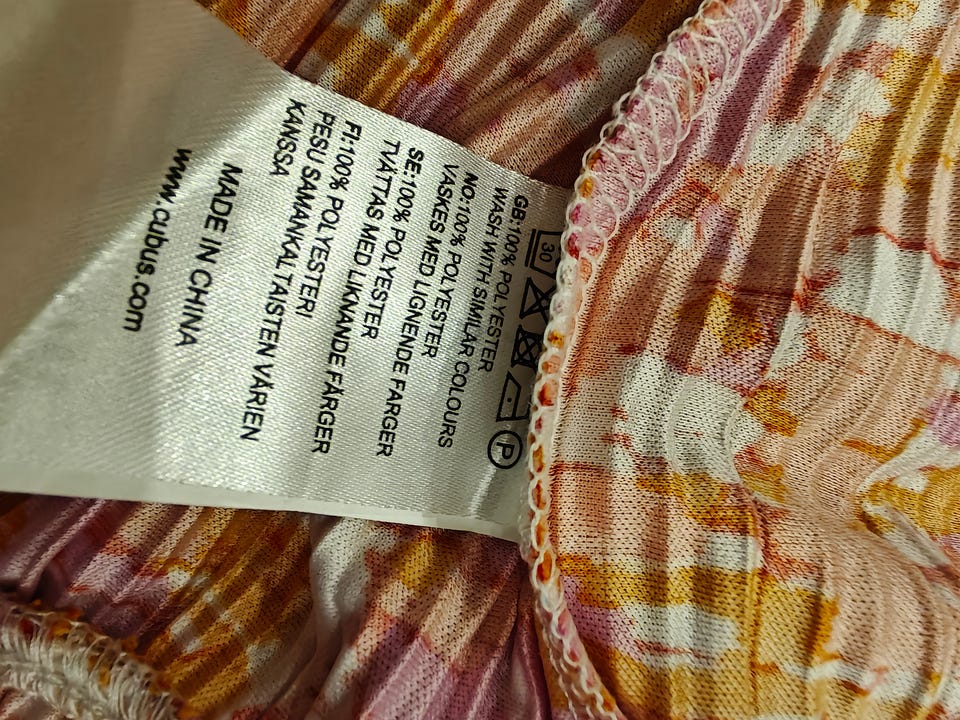 30 P
GB:100% POLYESTER
WASH WITH SIMILAR COLOURS
NO:100% POLYESTER
VASKES MED LIGNENDE FARGER
SE:100% POLYESTER
TVÄTTAS MED LIKNANDE FÄRGER
FI:100% POLYESTERI
PESU SAMANKALTAISTEN VÄRIEN
KANSSA
MADE IN CHINA
www.cubus.com